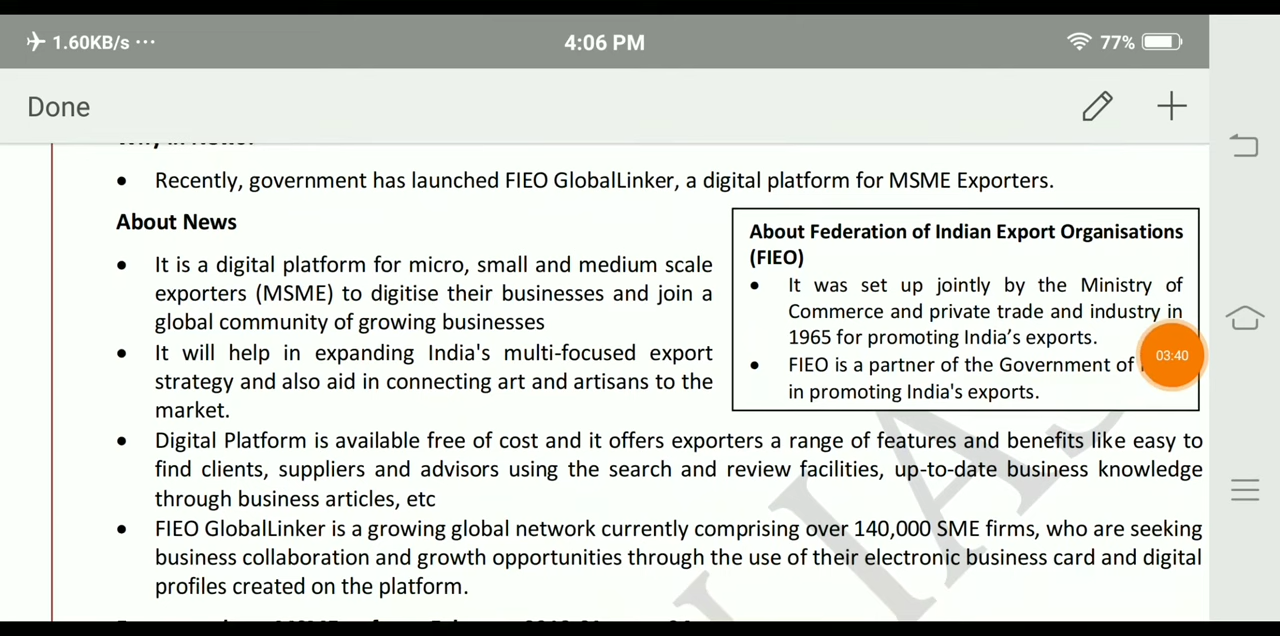 1.60KB/s ...
4:06 PM
77%
Done
Recently, government has launched FIEO GlobalLinker, a digital platform for MSME Exporters.
About News
• It is a digital platform for micro, small and medium scale
exporters (MSME) to digitise their businesses and join a
global community of growing businesses
• It will help in expanding India's multi-focused export
strategy and also aid in connecting art and artisans to the
market.
About Federation of Indian Export Organisations
(FIEO)
• It was set up jointly by the Ministry of
Commerce and private trade and industry in
1965 for promoting India’s exports.
• FIEO is a partner of the Government of
in promoting India's exports.
03:40
• Digital Platform is available free of cost and it offers exporters a range of features and benefits like easy to
find clients, suppliers and advisors using the search and review facilities, up-to-date business knowledge
through business articles, etc
• FIEO GlobalLinker is a growing global network currently comprising over 140,000 SME firms, who are seeking
business collaboration and growth opportunities through the use of their electronic business card and digital
profiles created on the platform.